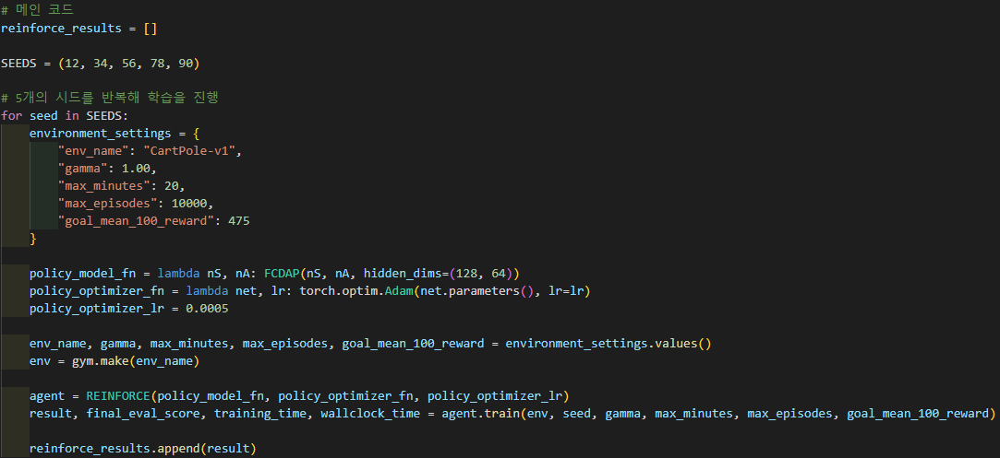 # 메인 코드
reinforce_results = []
SEEDS = (12, 34, 56, 78, 90)
# 5개의 시드를 반복해 학습을 진행
for seed in SEEDS:
    environment_settings = {
        "env_name": "CartPole-v1",
        "gamma": 1.00,
        "max_minutes": 20,
        "max_episodes": 10000,
        "goal_mean_100_reward": 475
    }
    policy_model_fn = lambda nS, nA: FCDAP(nS, nA, hidden_dims=(128, 64))
    policy_optimizer_fn = lambda net, lr: torch.optim.Adam(net.parameters(), lr=lr)
    policy_optimizer_lr = 0.0005
    env_name, gamma, max_minutes, max_episodes, goal_mean_100_reward = environment_settings.values()
    env = gym.make(env_name)
    agent = REINFORCE(policy_model_fn, policy_optimizer_fn, policy_optimizer_lr)
    result, final_eval_score, training_time, wallclock_time = agent.train(env, seed, gamma, max_minutes, max_episodes, goal_mean_100_reward)
    reinforce_results.append(result)